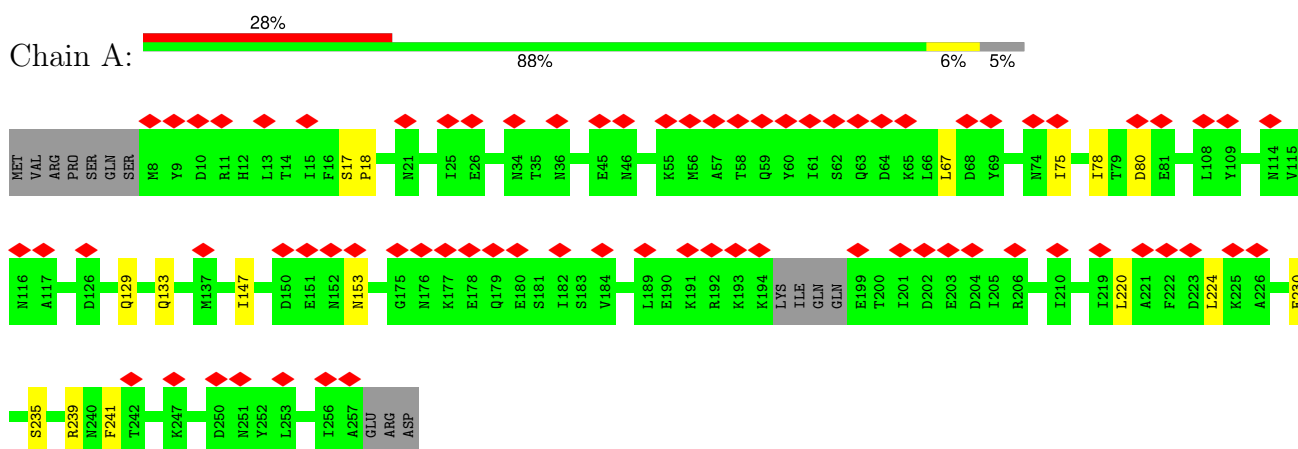 28%
Chain A:
88% 6% 5%
MET VAL ARG PRO SER GLN SER M8 Y9 D10 R11 H12 L13 T14 I15 F16 S17 P18 N21 I25 E26 N34 T35 N36 E45 N46 K55 M56 A57 T58 Q59 Y60 I61 S62 Q63 D64 K65 L66 L67 D68 Y69 N74 I75 I78 T79 D80 E81 L108 Y109 N114 V115
N116 A117 D126 Q129 Q133 M137 I147 D150 E151 N152 N153 G175 N176 K177 E178 Q179 E180 S181 I182 S183 V184 L189 E190 K191 R192 K193 K194 LYS ILE GLN GLN E199 T200 I201 D202 E203 D204 I205 R206 I210 I219 L220 A221 F222 D223 L224 K225 A226
S235 R239 N240 F241 T242 K247 D250 N251 Y252 L253 I256 A257 GLU ARG ASP